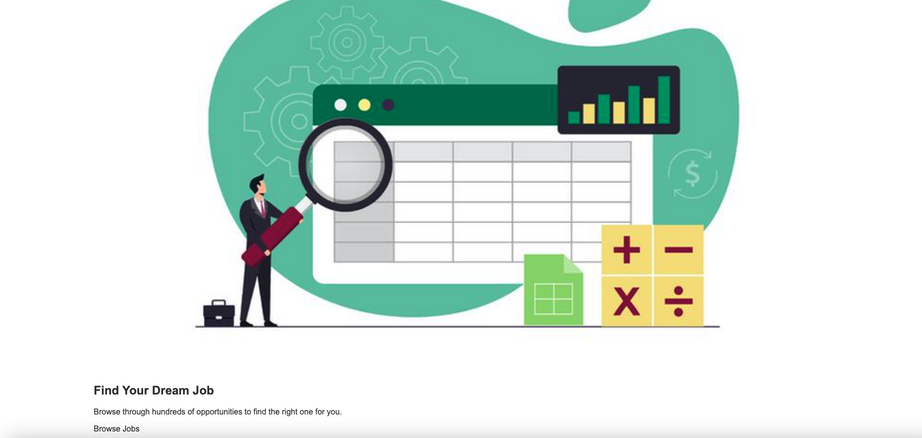 $
+ −
X ÷
Find Your Dream Job
Browse through hundreds of opportunities to find the right one for you.
Browse Jobs